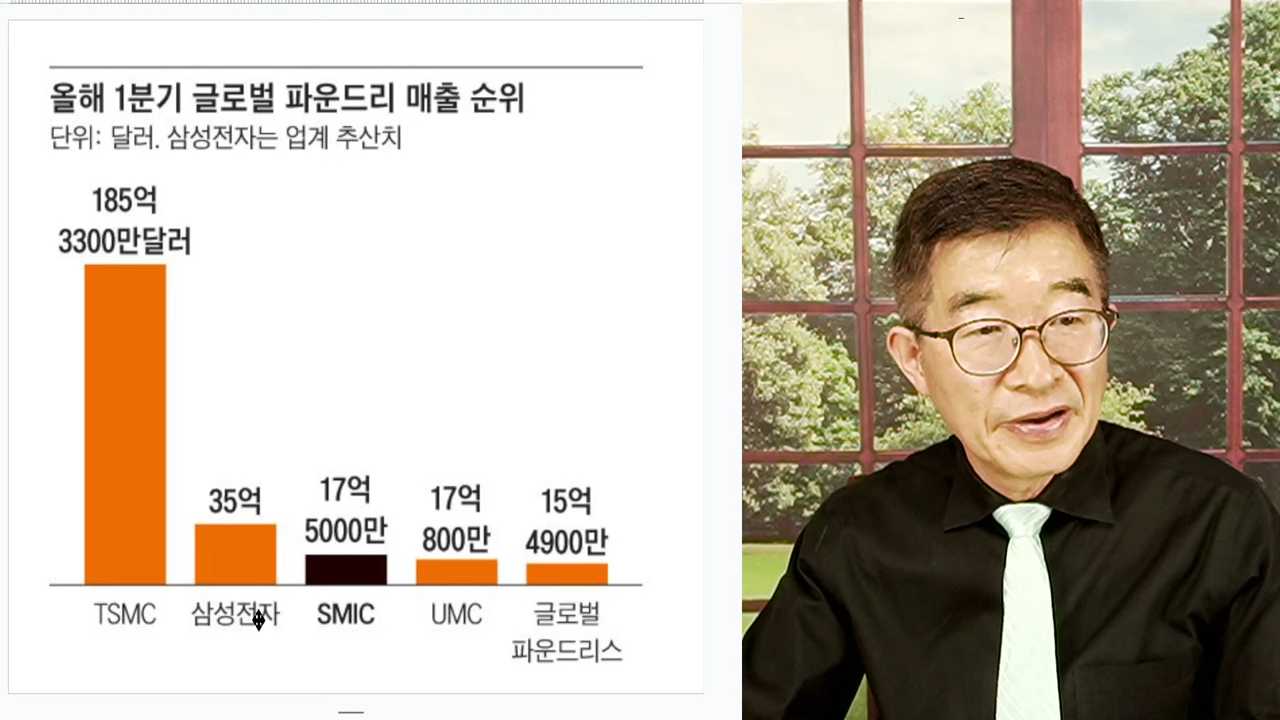 올해 1분기 글로벌 파운드리 매출 순위
단위: 달러. 삼성전자는 업계 추산치
185억
3300만달러
35억
17억
5000만
17억
800만
15억
4900만
TSMC
삼성전자
SMIC
UMC
글로벌
파운드리스